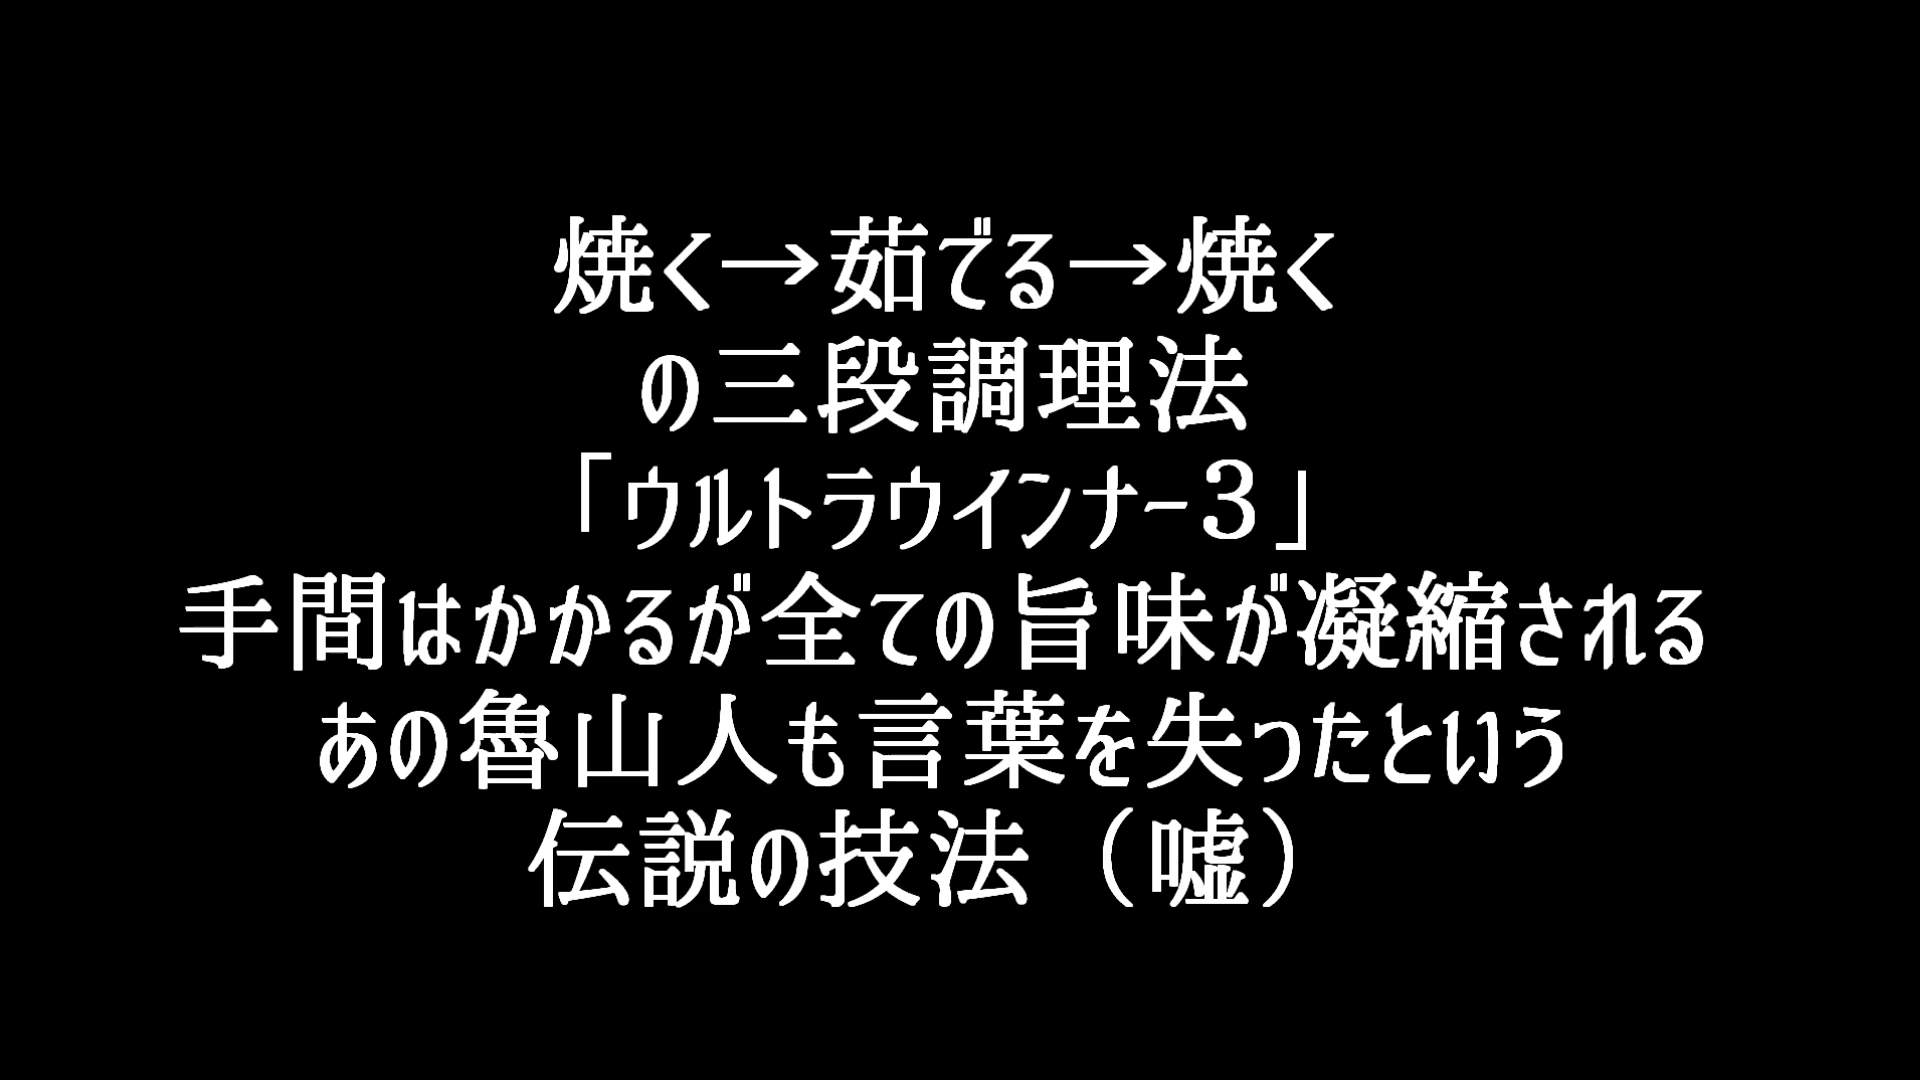 焼く→茹でる→焼く
の三段調理法
「ウルトラウインナー３」
手間はかかるが全ての旨味が凝縮される
あの魯山人も言葉を失ったという
伝説の技法（嘘）